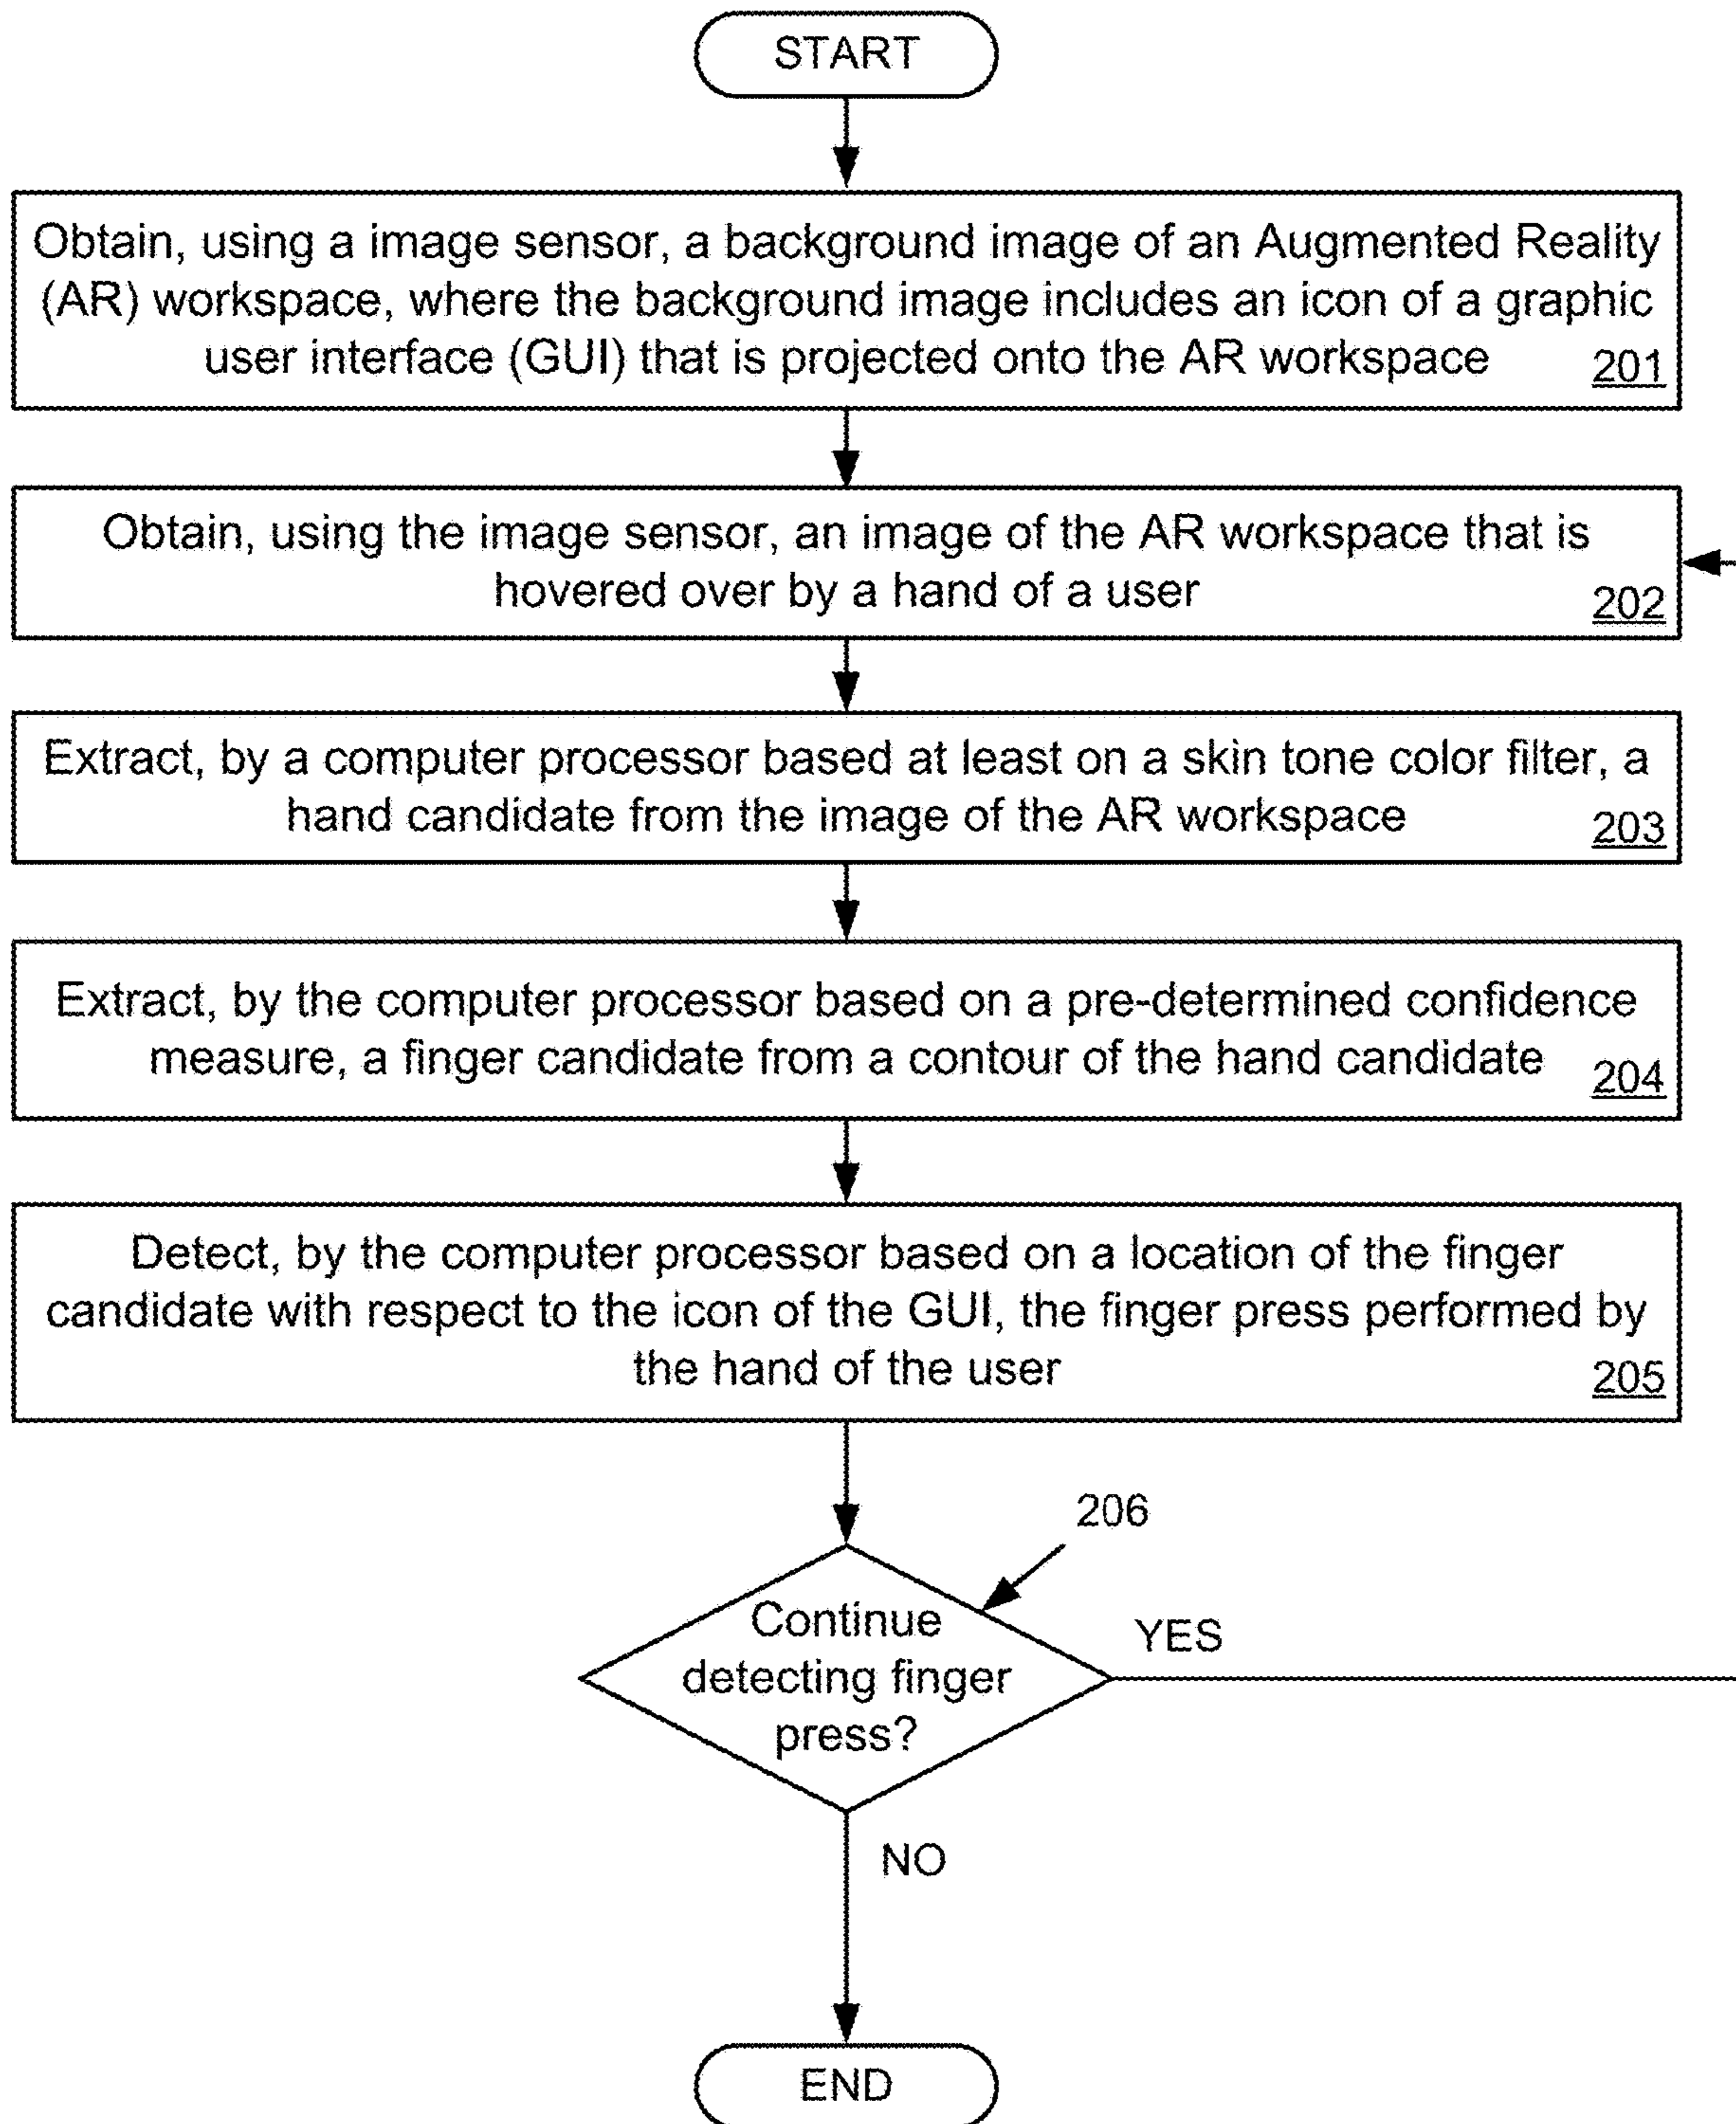 START
Obtain, using a image sensor, a background image of an Augmented Reality
(AR) workspace, where the background image includes an icon of a graphic
user interface (GUI) that is projected onto the AR workspace
201
Obtain, using the image sensor, an image of the AR workspace that is
hovered over by a hand of a user
202
Extract, by a computer processor based at least on a skin tone color filter, a
hand candidate from the image of the AR workspace
203
Extract, by the computer processor based on a pre-determined confidence
measure, a finger candidate from a contour of the hand candidate
204
Detect, by the computer processor based on a location of the finger
candidate with respect to the icon of the GUI, the finger press performed by
the hand of the user
205
206
Continue
detecting finger
press?
YES
NO
END